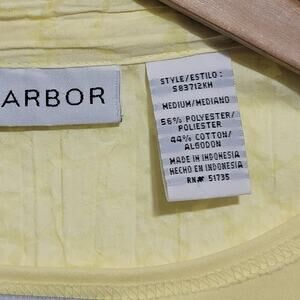 ARBOR
STYLE/ESTILO :
S83712KH
MEDIUM/MEDIANO
56% POLYESTER/
POLIESTER
44% COTTON/
ALGODON
MADE IN INDONESIA
HECHO EN INDONESIA
RN# 51735